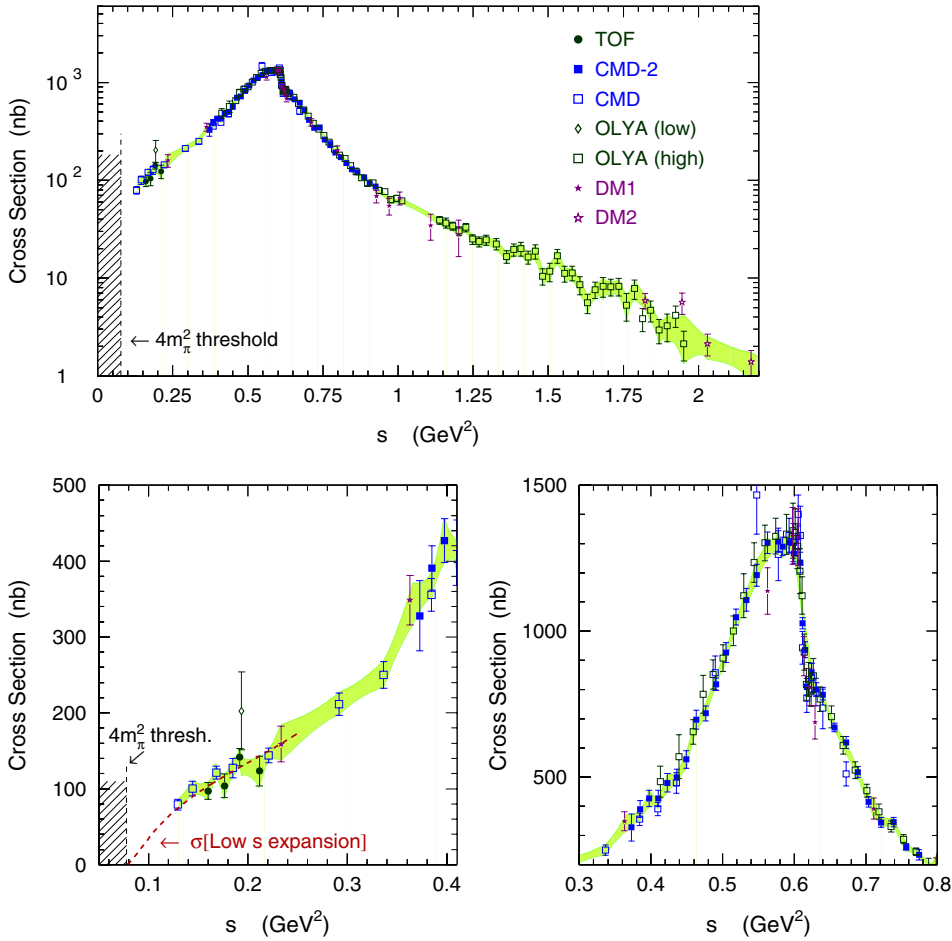 Cross Section (nb)
10³
10²
10
1
TOF
CMD-2
CMD
OLYA (low)
OLYA (high)
DM1
DM2
← 4m²π threshold
0 0.25 0.5 0.75 1 1.25 1.5 1.75 2
s (GeV²)
Cross Section (nb)
500
400
300
200
100
0
4m²π thresh.
← σ[Low s expansion]
0.1 0.2 0.3 0.4
s (GeV²)
Cross Section (nb)
1500
1000
500
0.3 0.4 0.5 0.6 0.7 0.8
s (GeV²)